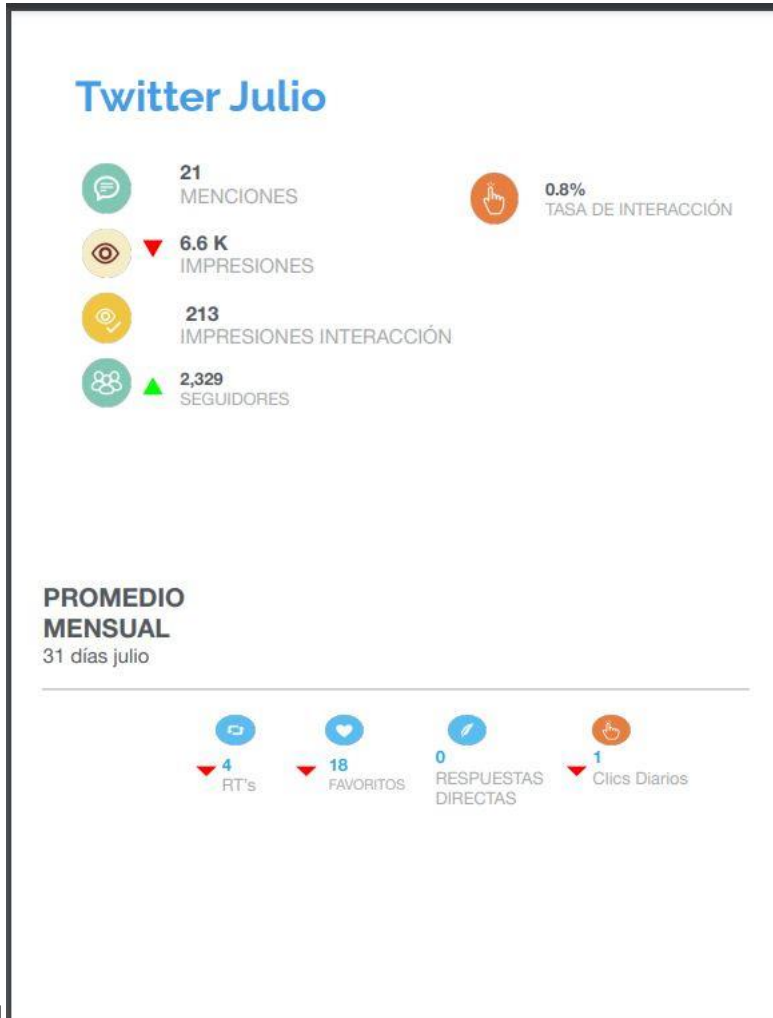 Twitter Julio
21
MENCIONES
0.8%
TASA DE INTERACCIÓN
6.6 K
IMPRESIONES
213
IMPRESIONES INTERACCIÓN
2,329
SEGUIDORES
PROMEDIO
MENSUAL
31 días julio
4
RT's
18
FAVORITOS
0
RESPUESTAS
DIRECTAS
1
Clics Diarios